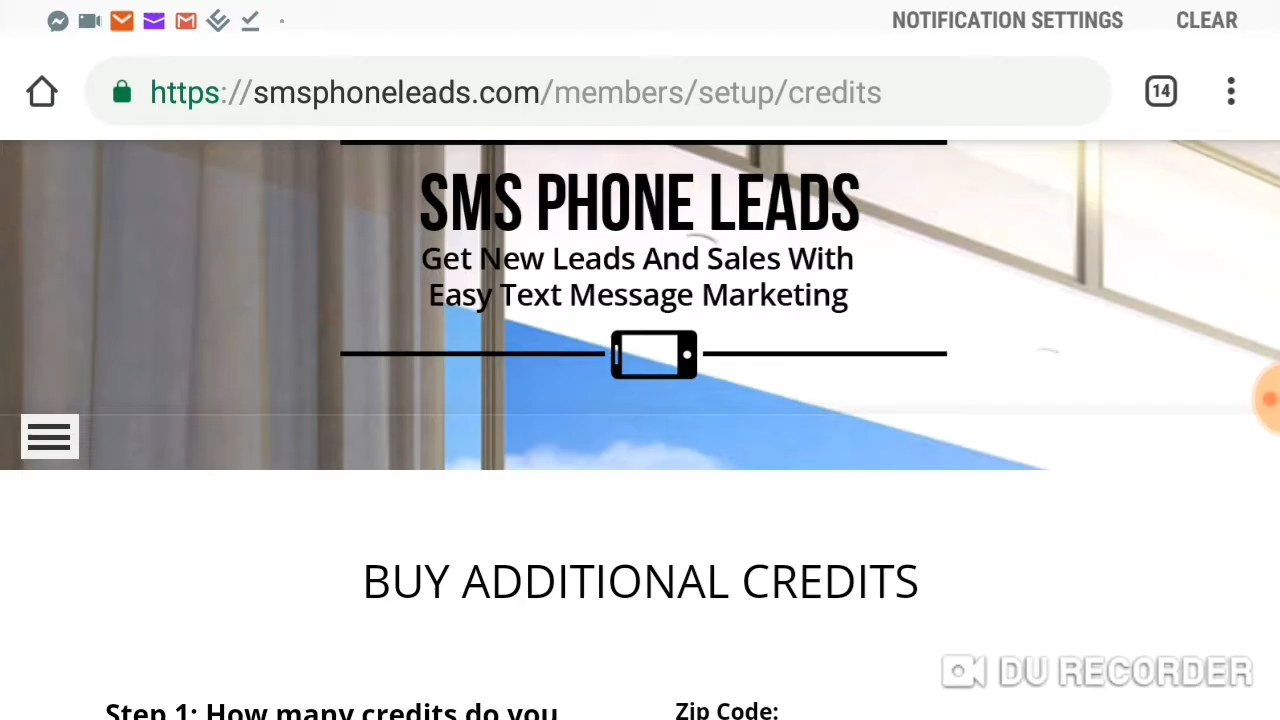 NOTIFICATION SETTINGS CLEAR
https://smsphoneleads.com/members/setup/credits
14
SMS PHONE LEADS
Get New Leads And Sales With
Easy Text Message Marketing
BUY ADDITIONAL CREDITS
Step 1: How many credits do you
Zip Code:
DU RECORDER